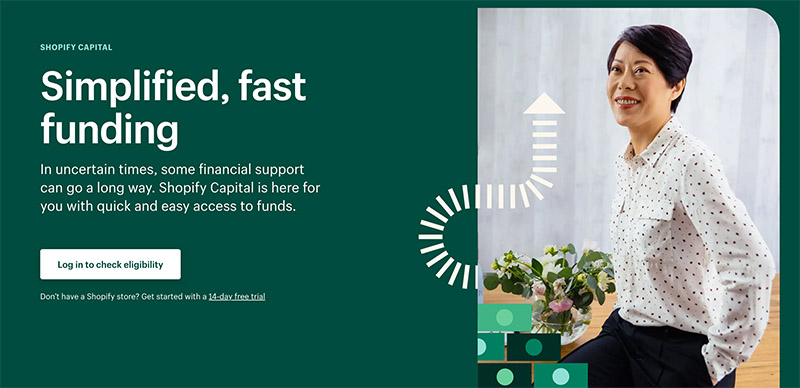 SHOPIFY CAPITAL
Simplified, fast
funding
In uncertain times, some financial support
can go a long way. Shopify Capital is here for
you with quick and easy access to funds.
Log in to check eligibility
Don't have a Shopify store? Get started with a 14-day free trial